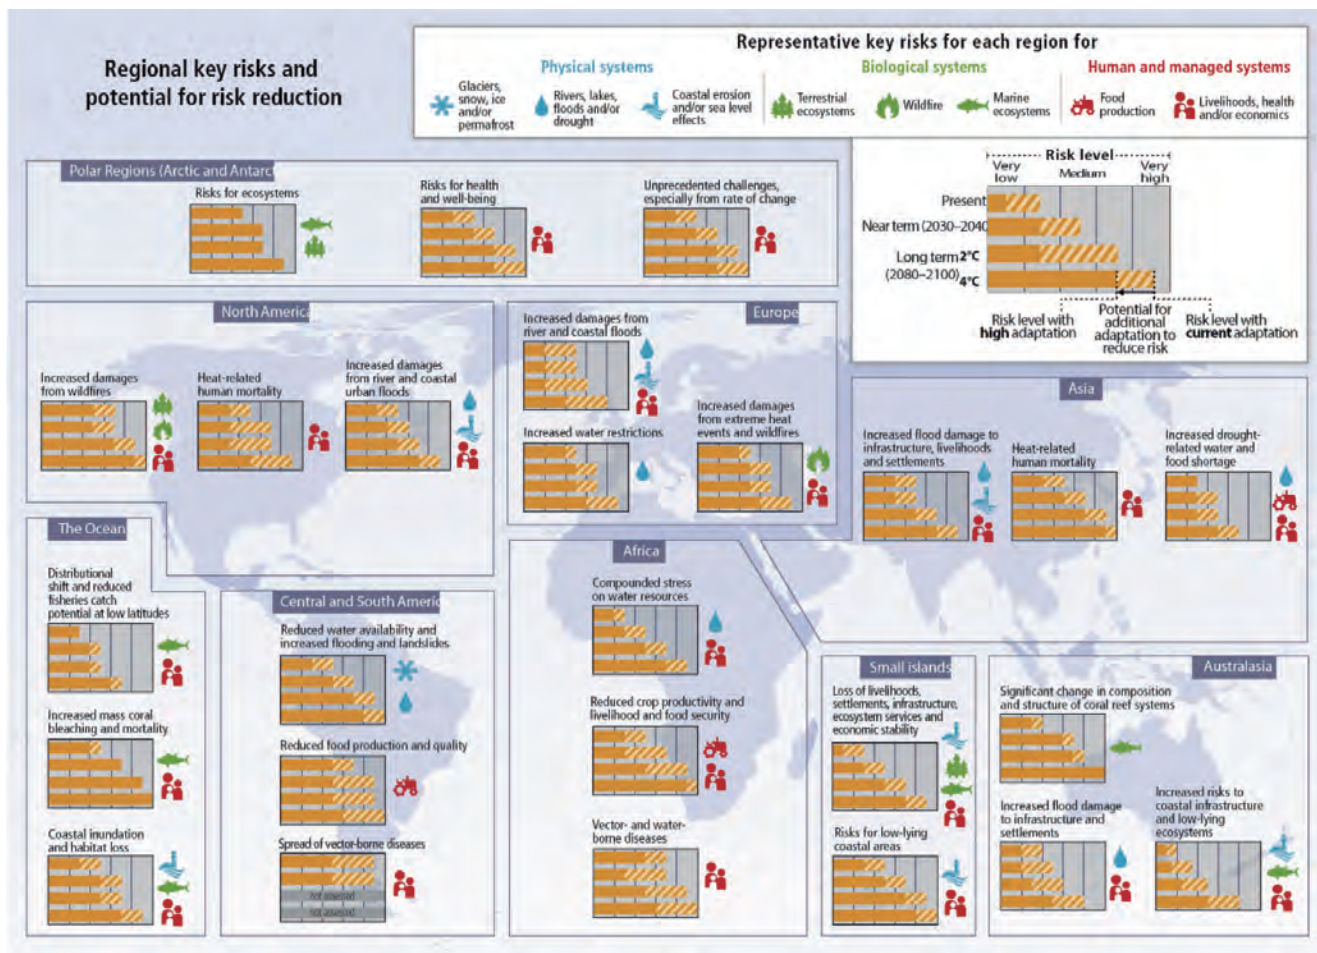 Regional key risks and
potential for risk reduction
Representative key risks for each region for
Physical systems
Biological systems
Human and managed systems
Glaciers,
snow, ice
and/or
permafrost
Rivers, lakes,
floods and/or
drought
Coastal erosion
and/or sea level
effects
Terrestrial
ecosystems
Wildfire
Marine
ecosystems
Food
production
Livelihoods, health
and/or economics
Risk level
Very
low
Medium
Very
high
Present
Near term (2030–2040
Long term 2°C
(2080–2100) 4°C
Risk level with
high adaptation
Potential for
additional
adaptation to
reduce risk
Risk level with
current adaptation
Polar Regions (Arctic and Antarc
Risks for ecosystems
Risks for health
and well-being
Unprecedented challenges,
especially from rate of change
North America
Increased damages
from wildfires
Heat-related
human mortality
Increased damages
from river and coastal
urban floods
Europe
Increased damages from
river and coastal floods
Increased water restrictions
Increased damages
from extreme heat
events and wildfires
Asia
Increased flood damage to
infrastructure, livelihoods
and settlements
Heat-related
human mortality
Increased drought-
related water and
food shortage
The Ocean
Distributional
shift and reduced
fisheries catch
potential at low latitudes
Increased mass coral
bleaching and mortality
Coastal inundation
and habitat loss
Central and South America
Reduced water availability and
increased flooding and landslides
Reduced food production and quality
Spread of vector-borne diseases
not assessed
not assessed
Africa
Compounded stress
on water resources
Reduced crop productivity and
livelihood and food security
Vector- and water-
borne diseases
Small islands
Loss of livelihoods,
settlements, infrastructure,
ecosystem services and
economic stability
Risks for low-lying
coastal areas
Australasia
Significant change in composition
and structure of coral reef systems
Increased flood damage
to infrastructure and
settlements
Increased risks to
coastal infrastructure
and low-lying
ecosystems